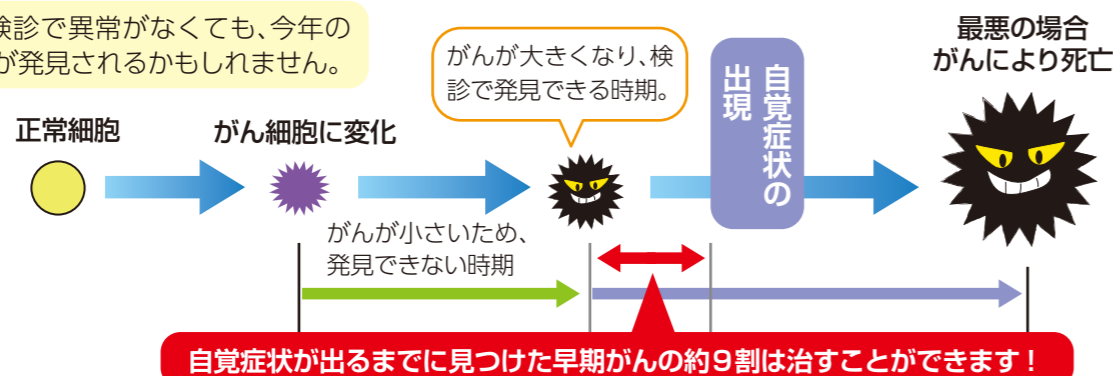 検診で異常がなくても、今年の
が発見されるかもしれません。
最悪の場合
がんにより死亡
がんが大きくなり、検
診で発見できる時期。
自覚症状の
出現
正常細胞
がん細胞に変化
がんが小さいため、
発見できない時期
自覚症状が出るまでに見つけた早期がんの約9割は治すことができます!